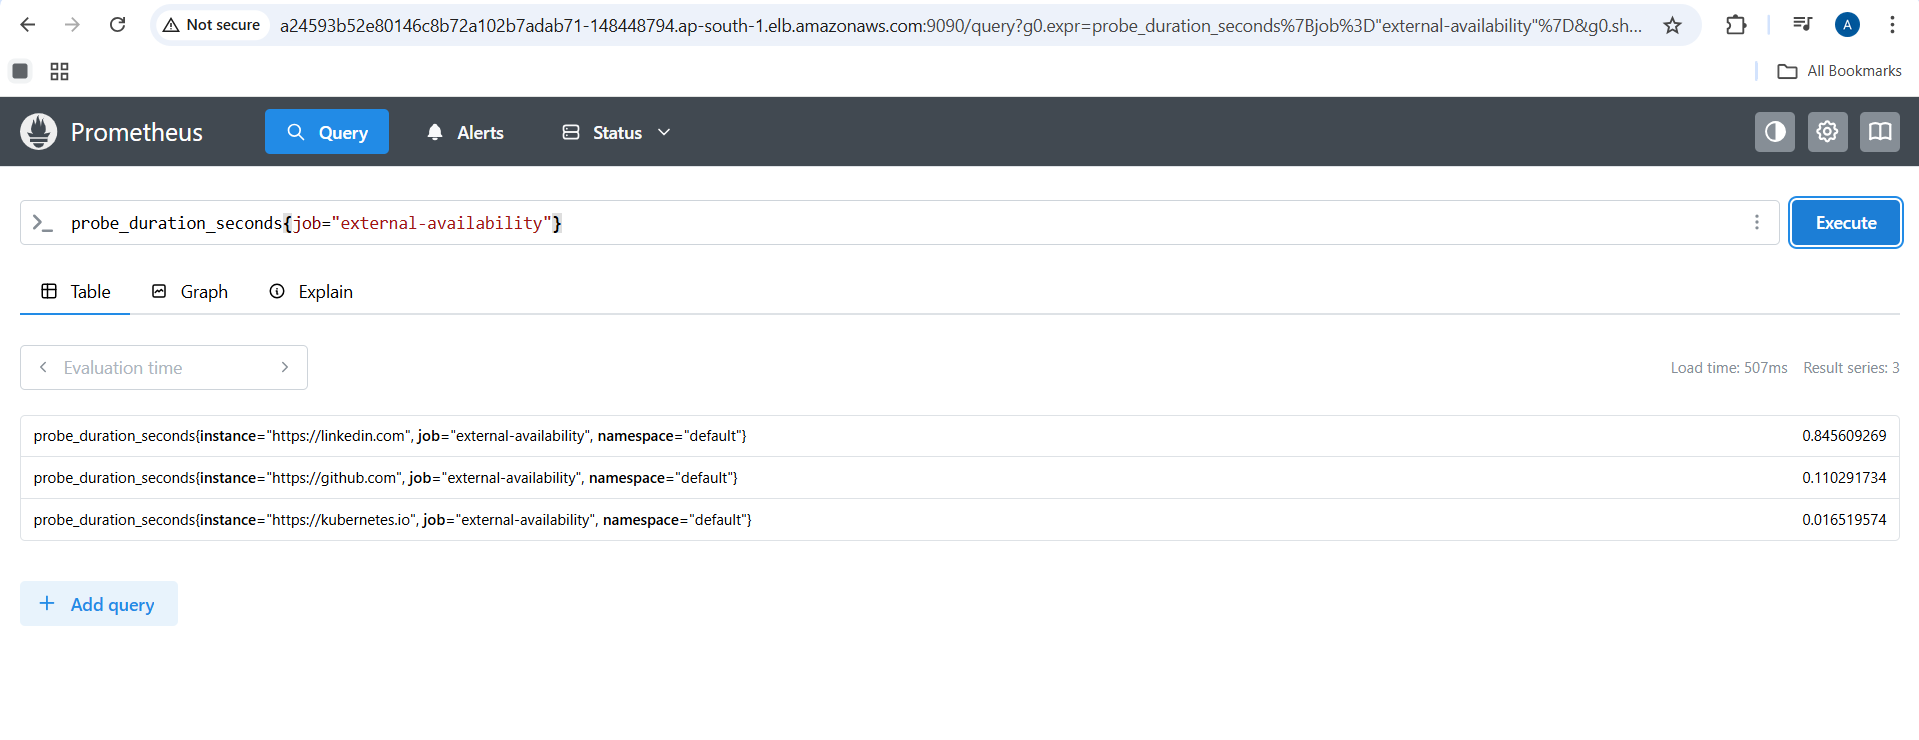 Not secure a24593b52e80146c8b72a102b7adab71-148448794.ap-south-1.elb.amazonaws.com:9090/query?g0.expr=probe_duration_seconds%7Bjob%3D"external-availability"%7D&g0.sh... A
All Bookmarks
Prometheus Query Alerts Status
probe_duration_seconds{job="external-availability"} Execute
Table Graph Explain
Evaluation time Load time: 507ms Result series: 3
probe_duration_seconds{instance="https://linkedin.com", job="external-availability", namespace="default"} 0.845609269
probe_duration_seconds{instance="https://github.com", job="external-availability", namespace="default"} 0.110291734
probe_duration_seconds{instance="https://kubernetes.io", job="external-availability", namespace="default"} 0.016519574
+ Add query